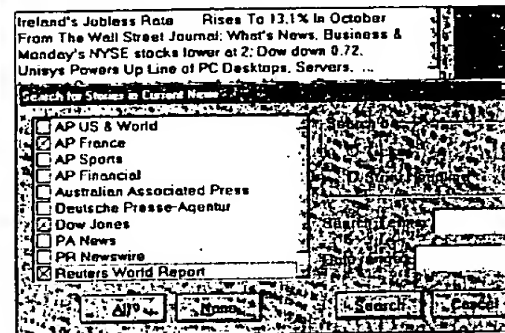 Ireland's Jobless Rate Rises To 13.1% In October
From The Wall Street Journal: What's News, Business &
Monday's NYSE stocks lower at 2; Dow down 0.72.
Unisys Powers Up Line of PC Desktops, Servers, ...
Search for Stories in Current News
AP US & World
AP France
AP Sports
AP Financial
Australian Associated Press
Deutsche Presse-Agentur
Dow Jones
PA News
PR Newswire
Reuters World Report
Search
All
None
Search
Cancel